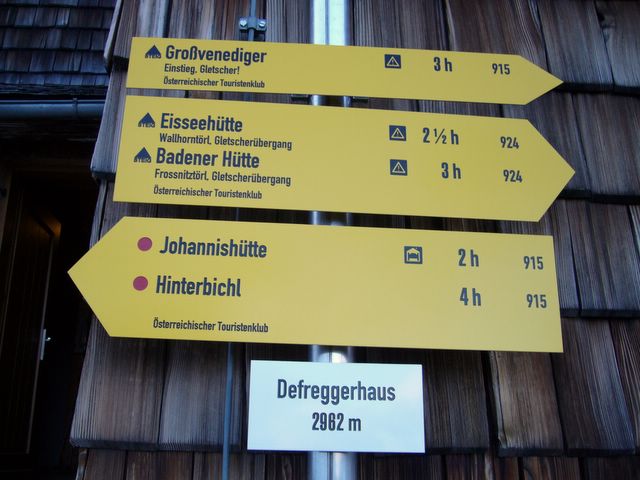 Großvenediger 3 h 915
Einstieg, Gletscher!
Österreichischer Touristenklub
Eisseehütte 2 ½ h 924
Wallhorntörl, Gletscherübergang
Badener Hütte 3 h 924
Frossnitztörl, Gletscherübergang
Österreichischer Touristenklub
Johannishütte 2 h 915
Hinterbichl 4 h 915
Österreichischer Touristenklub
Defreggerhaus
2962 m